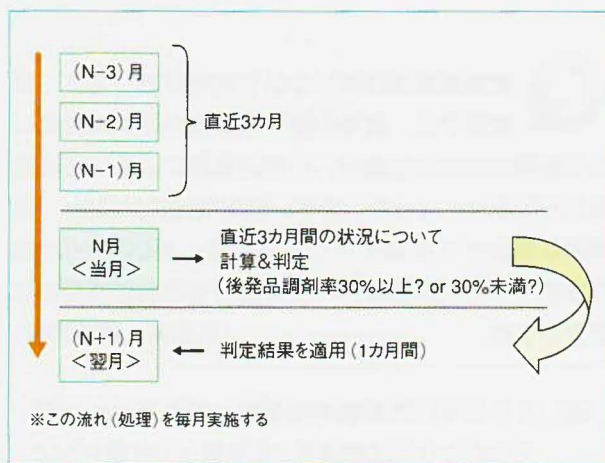 (N−3)月
(N−2)月
(N−1)月
直近3カ月
N月
<当月>
直近3カ月間の状況について
計算&判定
(後発品調剤率30%以上? or 30%未満?)
(N+1)月
<翌月>
判定結果を適用(1カ月間)
※この流れ(処理)を毎月実施する